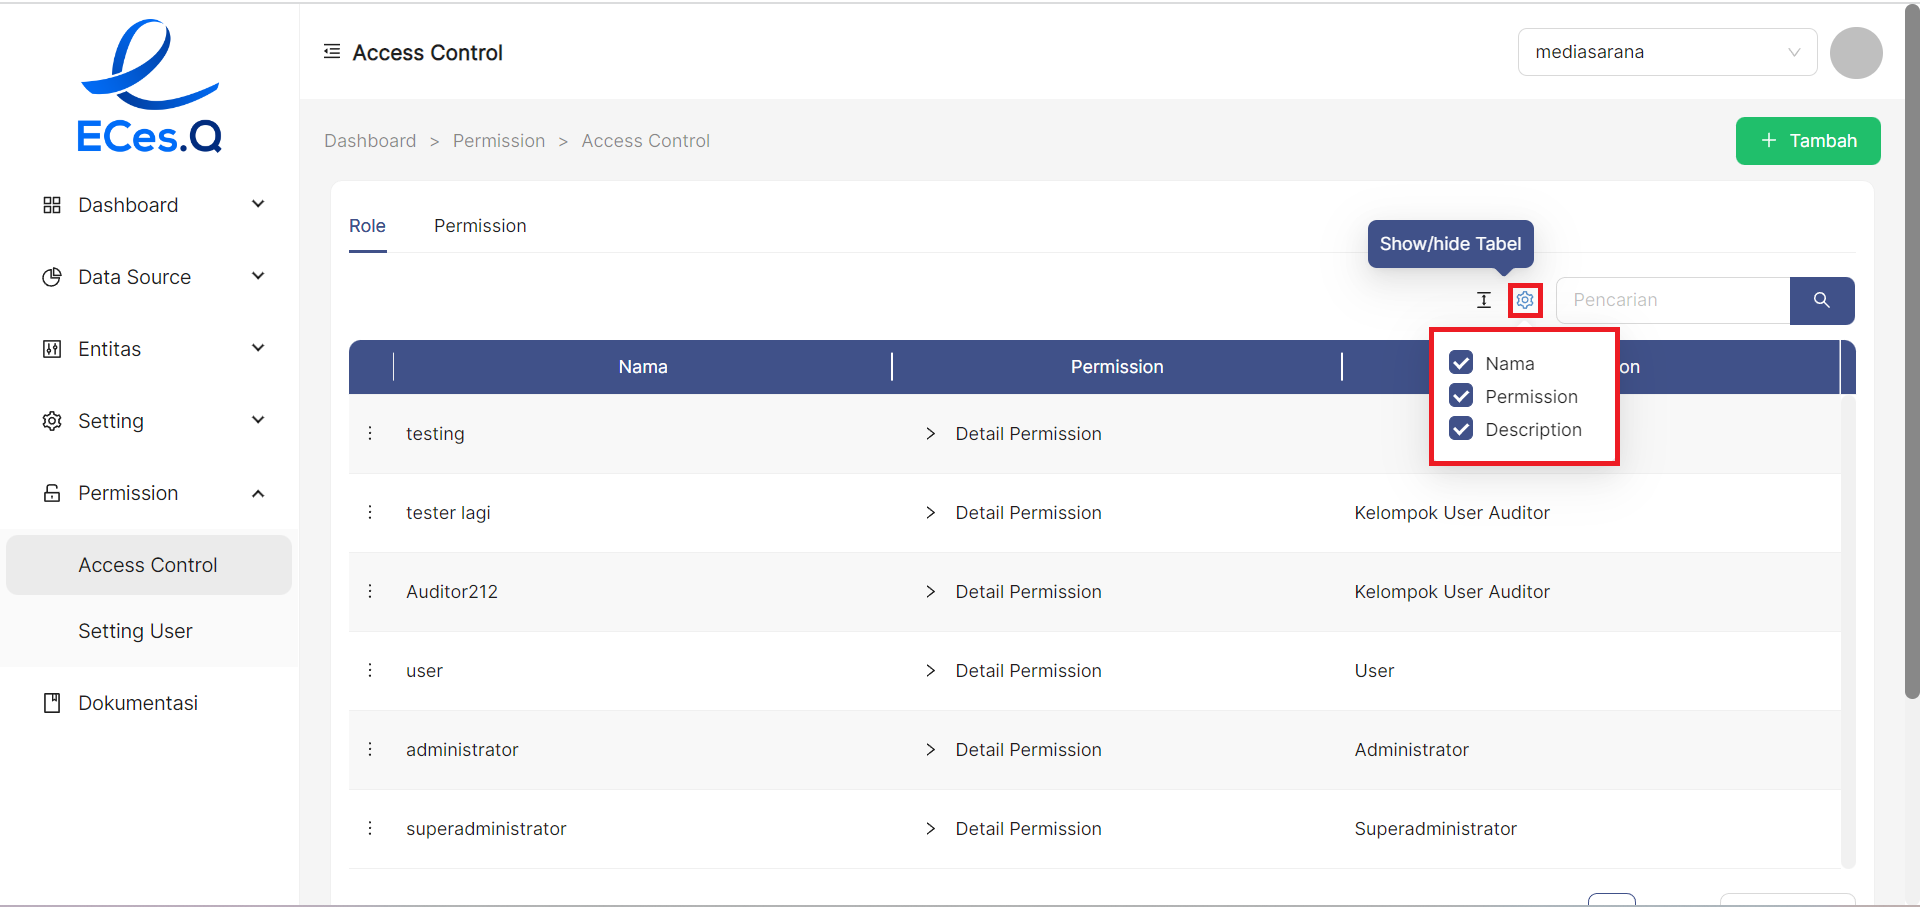 ECes.Q
Dashboard
Data Source
Entitas
Setting
Permission
Access Control
Setting User
Dokumentasi
Access Control
mediasarana
Dashboard > Permission > Access Control
+ Tambah
Role
Permission
Show/hide Tabel
Pencarian
Nama
Permission
on
Nama
Permission
Description
testing
> Detail Permission
tester lagi
> Detail Permission
Kelompok User Auditor
Auditor212
> Detail Permission
Kelompok User Auditor
user
> Detail Permission
User
administrator
> Detail Permission
Administrator
superadministrator
> Detail Permission
Superadministrator